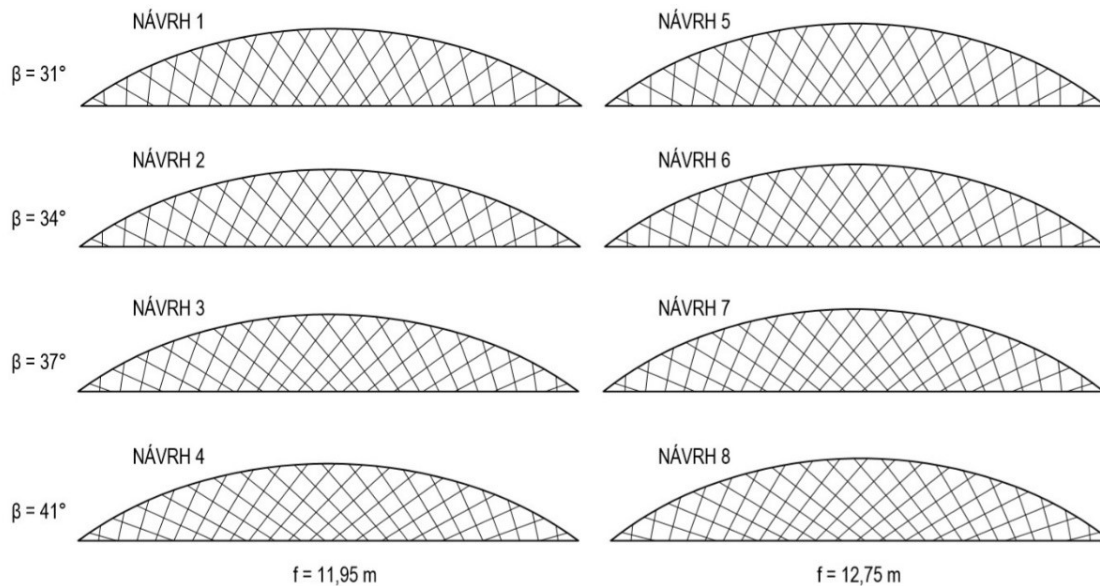 NÁVRH 1
NÁVRH 5
β = 31°
NÁVRH 2
NÁVRH 6
β = 34°
NÁVRH 3
NÁVRH 7
β = 37°
NÁVRH 4
NÁVRH 8
β = 41°
f = 11,95 m
f = 12,75 m